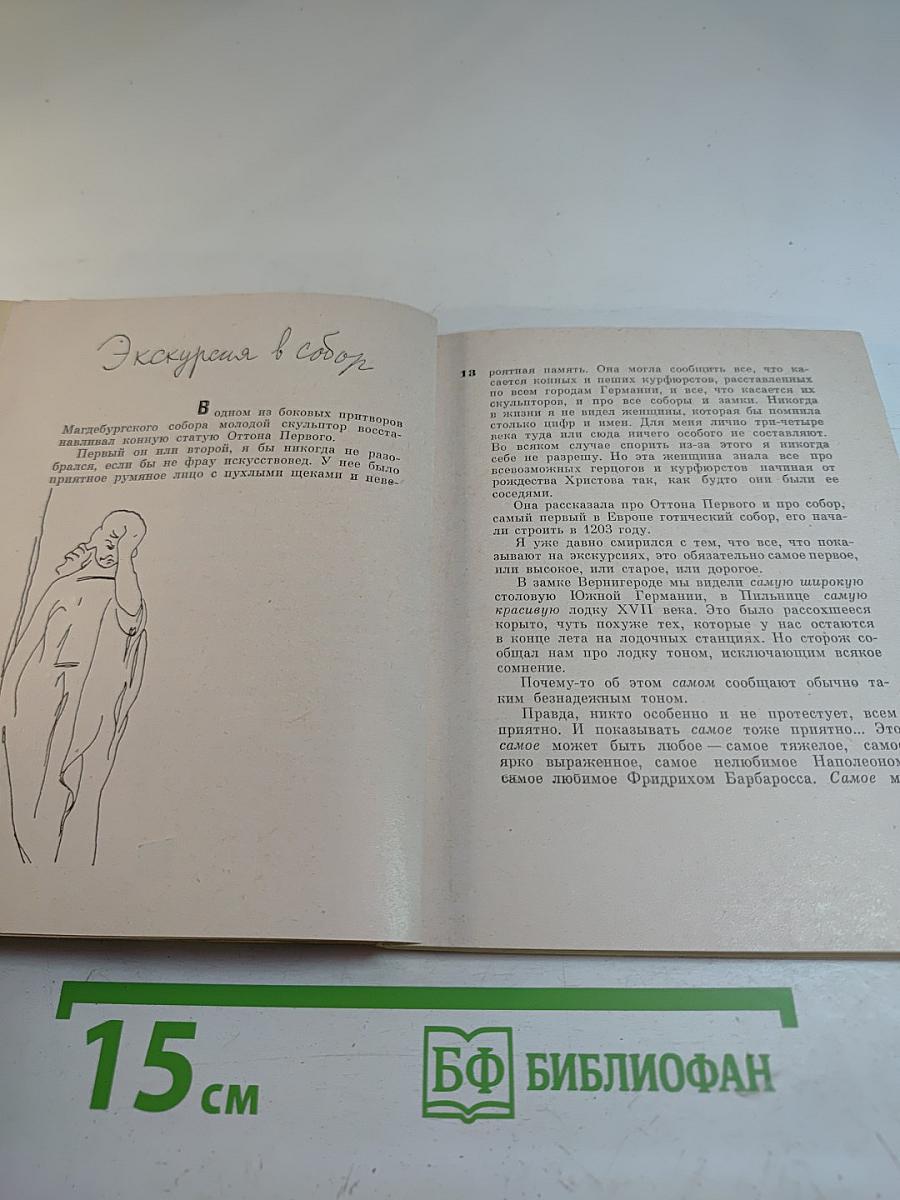 Экскурсия в собор
В одном из боковых притворов
Магдебургского собора молодой скульптор восста-
навливал конную статую Оттона Первого.
Первый он или второй, я бы никогда не разо-
брался, если бы не фрау искусствовед. У нее было
приятное румяное лицо с пухлыми щеками и неве-
13
роятная память. Она могла сообщить все, что ка-
сается конных и пеших курфюрстов, расставленных
по всем городам Германии, и все, что касается их
скульпторов, и про все соборы и замки. Никогда
в жизни я не видел женщины, которая бы помнила
столько цифр и имен. Для меня лично три-четыре
века туда или сюда ничего особого не составляют.
Во всяком случае спорить из-за этого я никогда
себе не разрешу. Но эта женщина знала все про
всевозможных герцогов и курфюрстов начиная от
рождества Христова так, как будто они были ее
соседями.
Она рассказала про Оттона Первого и про собор,
самый первый в Европе готический собор, его нача-
ли строить в 1203 году.
Я уже давно смирился с тем, что все, что пока-
зывают на экскурсиях, это обязательно самое первое,
или высокое, или старое, или дорогое.
В замке Вернигероде мы видели самую широкую
столовую Южной Германии, в Пильнице самую
красивую лодку XVII века. Это было рассохшееся
корыто, чуть похуже тех, которые у нас остаются
в конце лета на лодочных станциях. Но сторож со-
общал нам про лодку тоном, исключающим всякое
сомнение.
Почему-то об этом самом сообщают обычно та-
ким безнадежным тоном.
Правда, никто особенно и не протестует, всем
приятно. И показывать самое тоже приятно... Это
самое может быть любое — самое тяжелое, самое
ярко выраженное, самое нелюбимое Наполеоном
самое любимое Фридрихом Барбаросса. Самое м
15 см
БФ БИБЛИОФАН